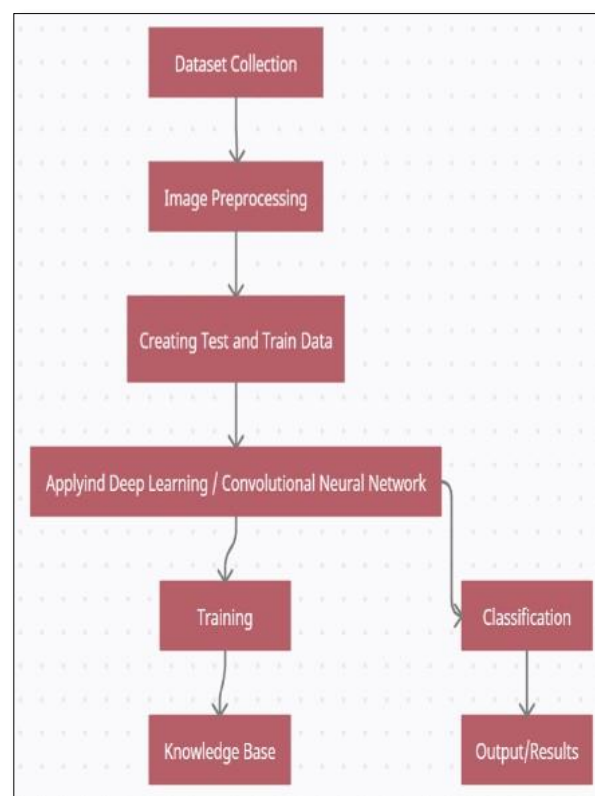 Dataset Collection
Image Preprocessing
Creating Test and Train Data
Applyind Deep Learning / Convolutional Neural Network
Training
Classification
Knowledge Base
Output/Results